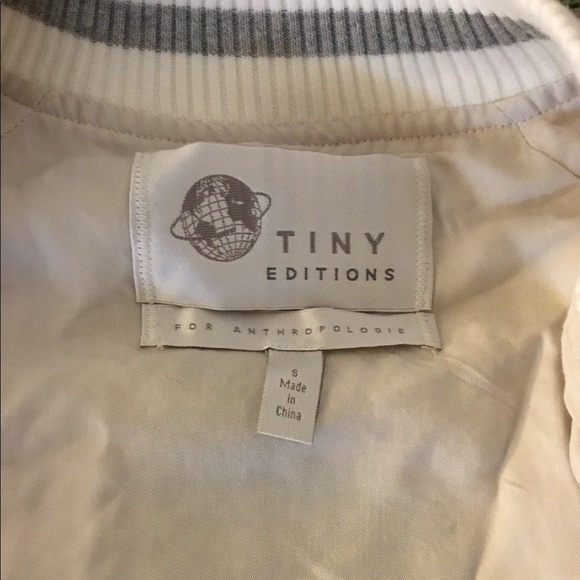 TINY
EDITIONS
FOR ANTHROPOLOGIE
S
Made
in
China